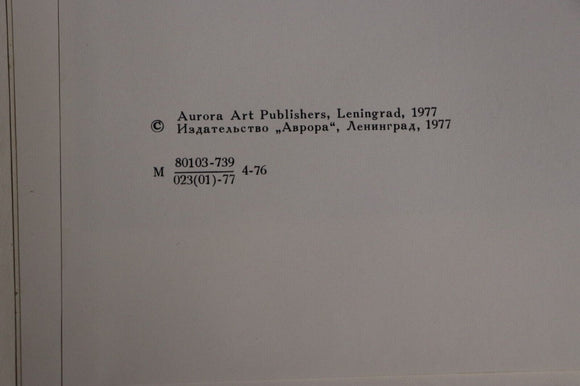 Aurora Art Publishers, Leningrad, 1977
© Издательство „Аврора“, Ленинград, 1977
М 80103-739
023(01)-77 4-76